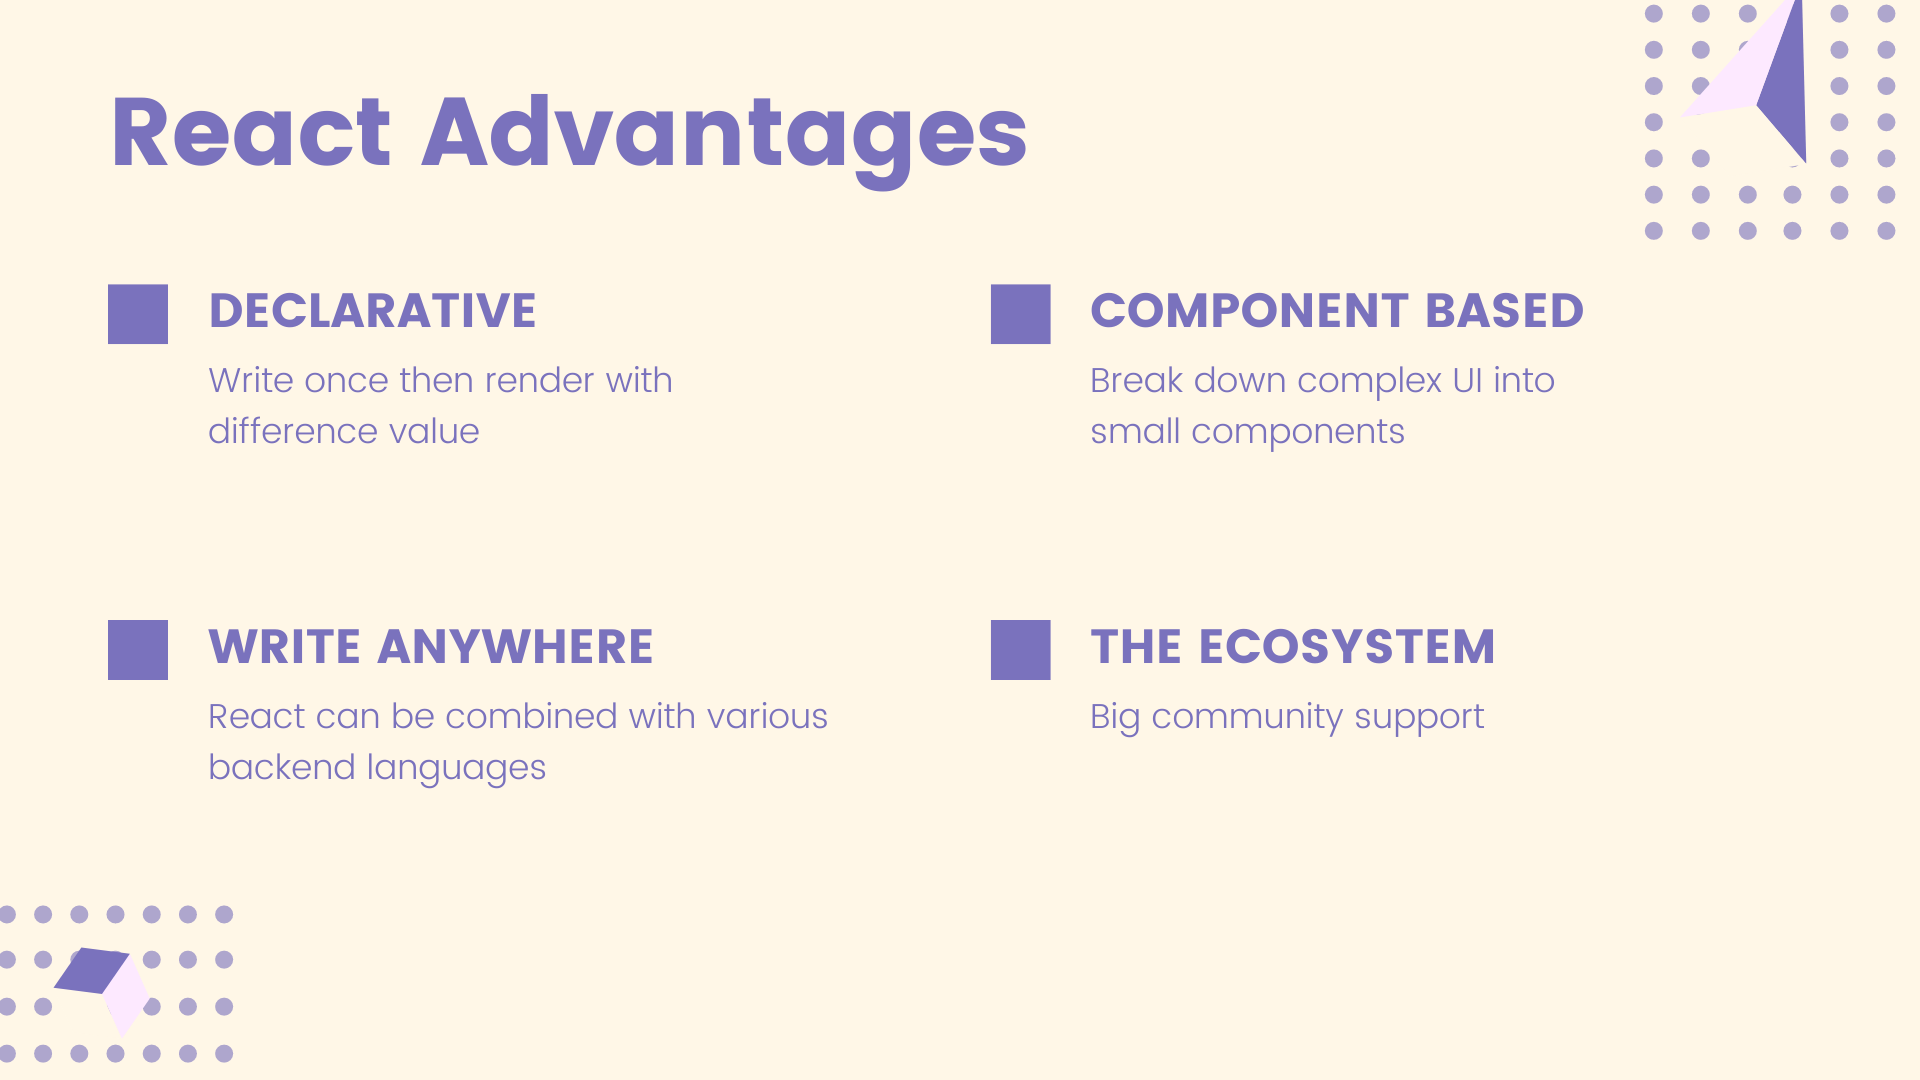 React Advantages
DECLARATIVE
Write once then render with
difference value
COMPONENT BASED
Break down complex UI into
small components
WRITE ANYWHERE
React can be combined with various
backend languages
THE ECOSYSTEM
Big community support